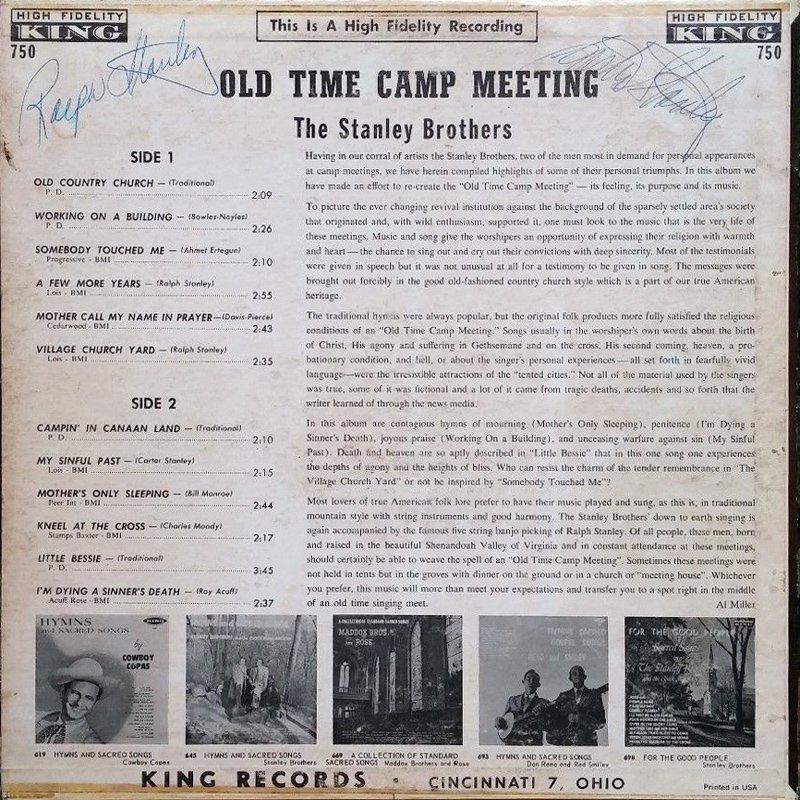 HIGH FIDELITY
KING
750
This Is A High Fidelity Recording
HIGH FIDELITY
KING
750
Ralph Stanley
Stanley
OLD TIME CAMP MEETING
The Stanley Brothers
SIDE 1
OLD COUNTRY CHURCH — (Traditional)
P. D. 2:09
WORKING ON A BUILDING — (Bowles-Noyles)
P. D. 2:26
SOMEBODY TOUCHED ME — (Ahmet Ertegun)
Progressive - BMI 2:10
A FEW MORE YEARS — (Ralph Stanley)
Lois - BMI 2:55
MOTHER CALL MY NAME IN PRAYER—(Davis-Pierce)
Cedarwood - BMI 2:43
VILLAGE CHURCH YARD — (Ralph Stanley)
Lois - BMI 2:35
SIDE 2
CAMPIN' IN CANAAN LAND — (Traditional)
P. D. 2:10
MY SINFUL PAST — (Carter Stanley)
Lois - BMI 2:15
MOTHER'S ONLY SLEEPING — (Bill Monroe)
Peer Int - BMI 2:44
KNEEL AT THE CROSS — (Charles Moody)
Stamps Baxter - BMI 2:17
LITTLE BESSIE — (Traditional)
P. D. 3:45
I'M DYING A SINNER'S DEATH — (Roy Acuff)
Acuff Rose - BMI 2:37
Having in our corral of artists the Stanley Brothers, two of the men most in demand for personal appearances
at camp meetings, we have herein compiled highlights of some of their personal triumphs. In this album we
have made an effort to re-create the "Old Time Camp Meeting" — its feeling, its purpose and its music.
To picture the ever changing revival institution against the background of the sparsely settled area's society
that originated and, with wild enthusiasm, supported it, one must look to the music that is the very life of
these meetings. Music and song give the worshipers an opportunity of expressing their religion with warmth
and heart — the chance to sing out and cry out their convictions with deep sincerity. Most of the testimonials
were given in speech but it was not unusual at all for a testimony to be given in song. The messages were
brought out forcibly in the good old-fashioned country church style which is a part of our true American
heritage.
The traditional hymns were always popular, but the original folk products more fully satisfied the religious
conditions of an "Old Time Camp Meeting." Songs usually in the worshiper's own words about the birth
of Christ, His agony and suffering in Gethsemane and on the cross, His second coming, heaven, a pro-
bationary condition, and hell, or about the singer's personal experiences — all set forth in fearfully vivid
language—were the irresistible attractions of the "tented cities." Not all of the material used by the singers
was true, some of it was fictional and a lot of it came from tragic deaths, accidents and so forth that the
writer learned of through the news media.
In this album are contagious hymns of mourning (Mother's Only Sleeping), penitence (I'm Dying a
Sinner's Death), joyous praise (Working On a Building), and unceasing warfare against sin (My Sinful
Past). Death and heaven are so aptly described in "Little Bessie" that in this one song one experiences
the depths of agony and the heights of bliss. Who can resist the charm of the tender remembrance in "The
Village Church Yard" or not be inspired by "Somebody Touched Me"?
Most lovers of true American folk lore prefer to have their music played and sung, as this is, in traditional
mountain style with string instruments and good harmony. The Stanley Brothers' down to earth singing is
again accompanied by the famous five string banjo picking of Ralph Stanley. Of all people, these men, born
and raised in the beautiful Shenandoah Valley of Virginia and in constant attendance at these meetings,
should certainly be able to weave the spell of an "Old Time Camp Meeting". Sometimes these meetings were
not held in tents but in the groves with dinner on the ground or in a church or "meeting house". Whichever
you prefer, this music will more than meet your expectations and transfer you to a spot right in the middle
of an old time singing meet. Al Miller
HYMNS
and SACRED SONGS
by
COWBOY
COPAS
KING
A COLLECTION OF STANDARD SACRED SONGS
MADDOX BROS.
and ROSE
HYMNS SACRED
GOSPEL SONGS
RENO and SMILEY
FOR THE GOOD PEOPLE
Sacred Songs
The Stanley
619 HYMNS AND SACRED SONGS
Cowboy Copas
645 HYMNS AND SACRED SONGS
Stanley Brothers
669 A COLLECTION OF STANDARD
SACRED SONGS Maddox Brothers and Rose
693 HYMNS AND SACRED SONGS
Don Reno and Red Smiley
698 FOR THE GOOD PEOPLE
Stanley Brothers
KING RECORDS • CINCINNATI 7, OHIO
Printed in USA